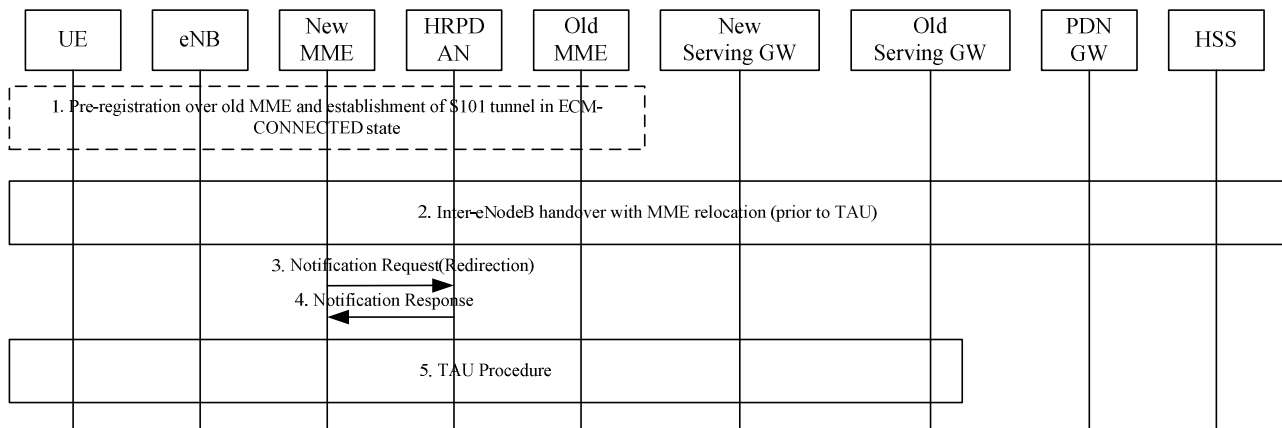 UE
eNB
New
MME
HRPD
AN
Old
MME
New
Serving GW
Old
Serving GW
PDN
GW
HSS
1. Pre-registration over old MME and establishment of S101 tunnel in ECM-
CONNECTED state
2. Inter-eNodeB handover with MME relocation (prior to TAU)
3. Notification Request(Redirection)
4. Notification Response
5. TAU Procedure